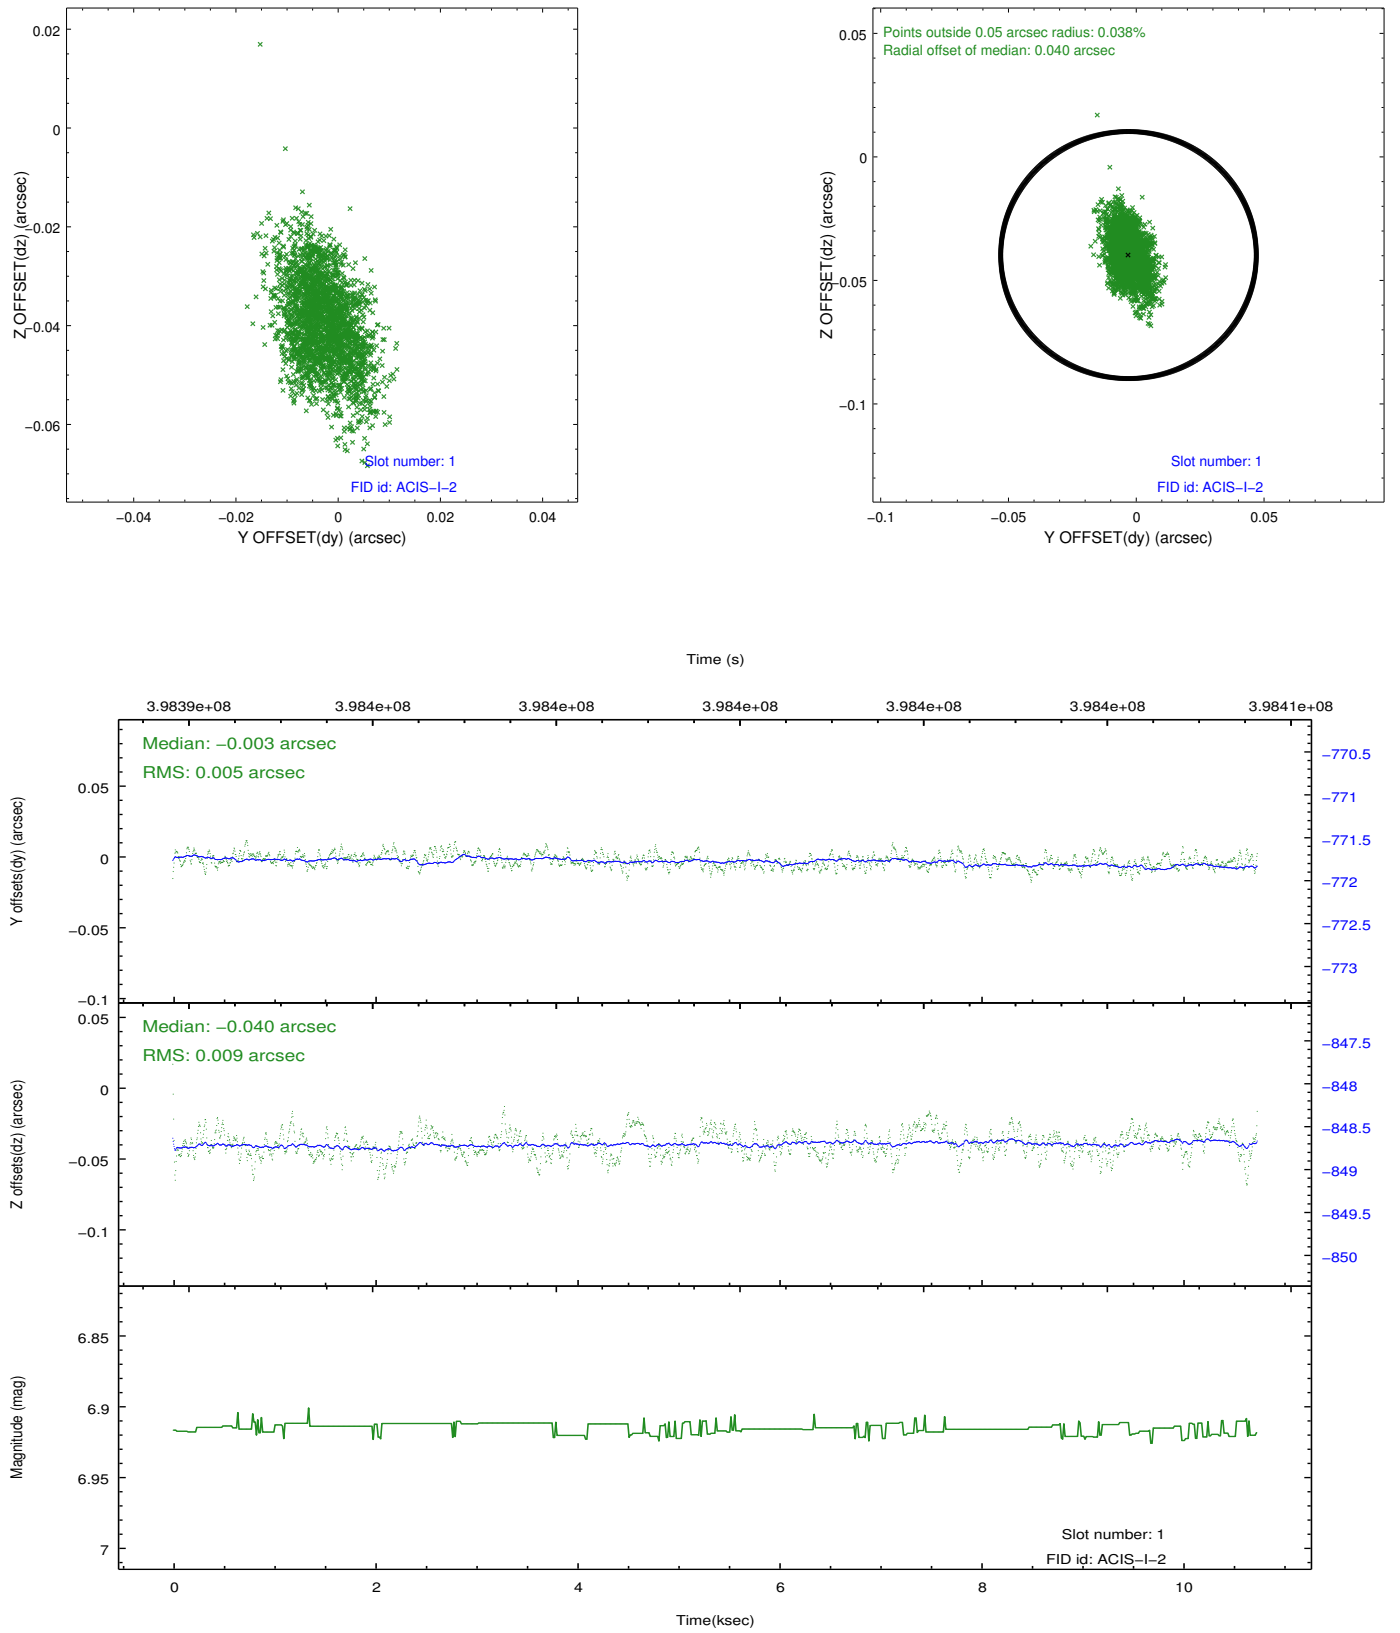 0.02
0
−0.02
−0.04
−0.06
Z OFFSET(dz) (arcsec)
Slot number: 1
FID id: ACIS−I−2
−0.04
−0.02
0
0.02
0.04
Y OFFSET(dy) (arcsec)
Points outside 0.05 arcsec radius: 0.038%
Radial offset of median: 0.040 arcsec
0.05
0
−0.05
−0.1
Z OFFSET(dz) (arcsec)
Slot number: 1
FID id: ACIS−I−2
−0.1
−0.05
0
0.05
Y OFFSET(dy) (arcsec)
Time (s)
3.9839e+08
3.984e+08
3.984e+08
3.984e+08
3.984e+08
3.984e+08
3.9841e+08
Median: −0.003 arcsec
RMS: 0.005 arcsec
0.05
0
−0.05
−0.1
Y offsets(dy) (arcsec)
−770.5
−771
−771.5
−772
−772.5
−773
Median: −0.040 arcsec
RMS: 0.009 arcsec
0.05
0
−0.05
−0.1
Z offsets(dz) (arcsec)
−847.5
−848
−848.5
−849
−849.5
−850
6.85
6.9
6.95
7
Magnitude (mag)
Slot number: 1
FID id: ACIS−I−2
0
2
4
6
8
10
Time(ksec)